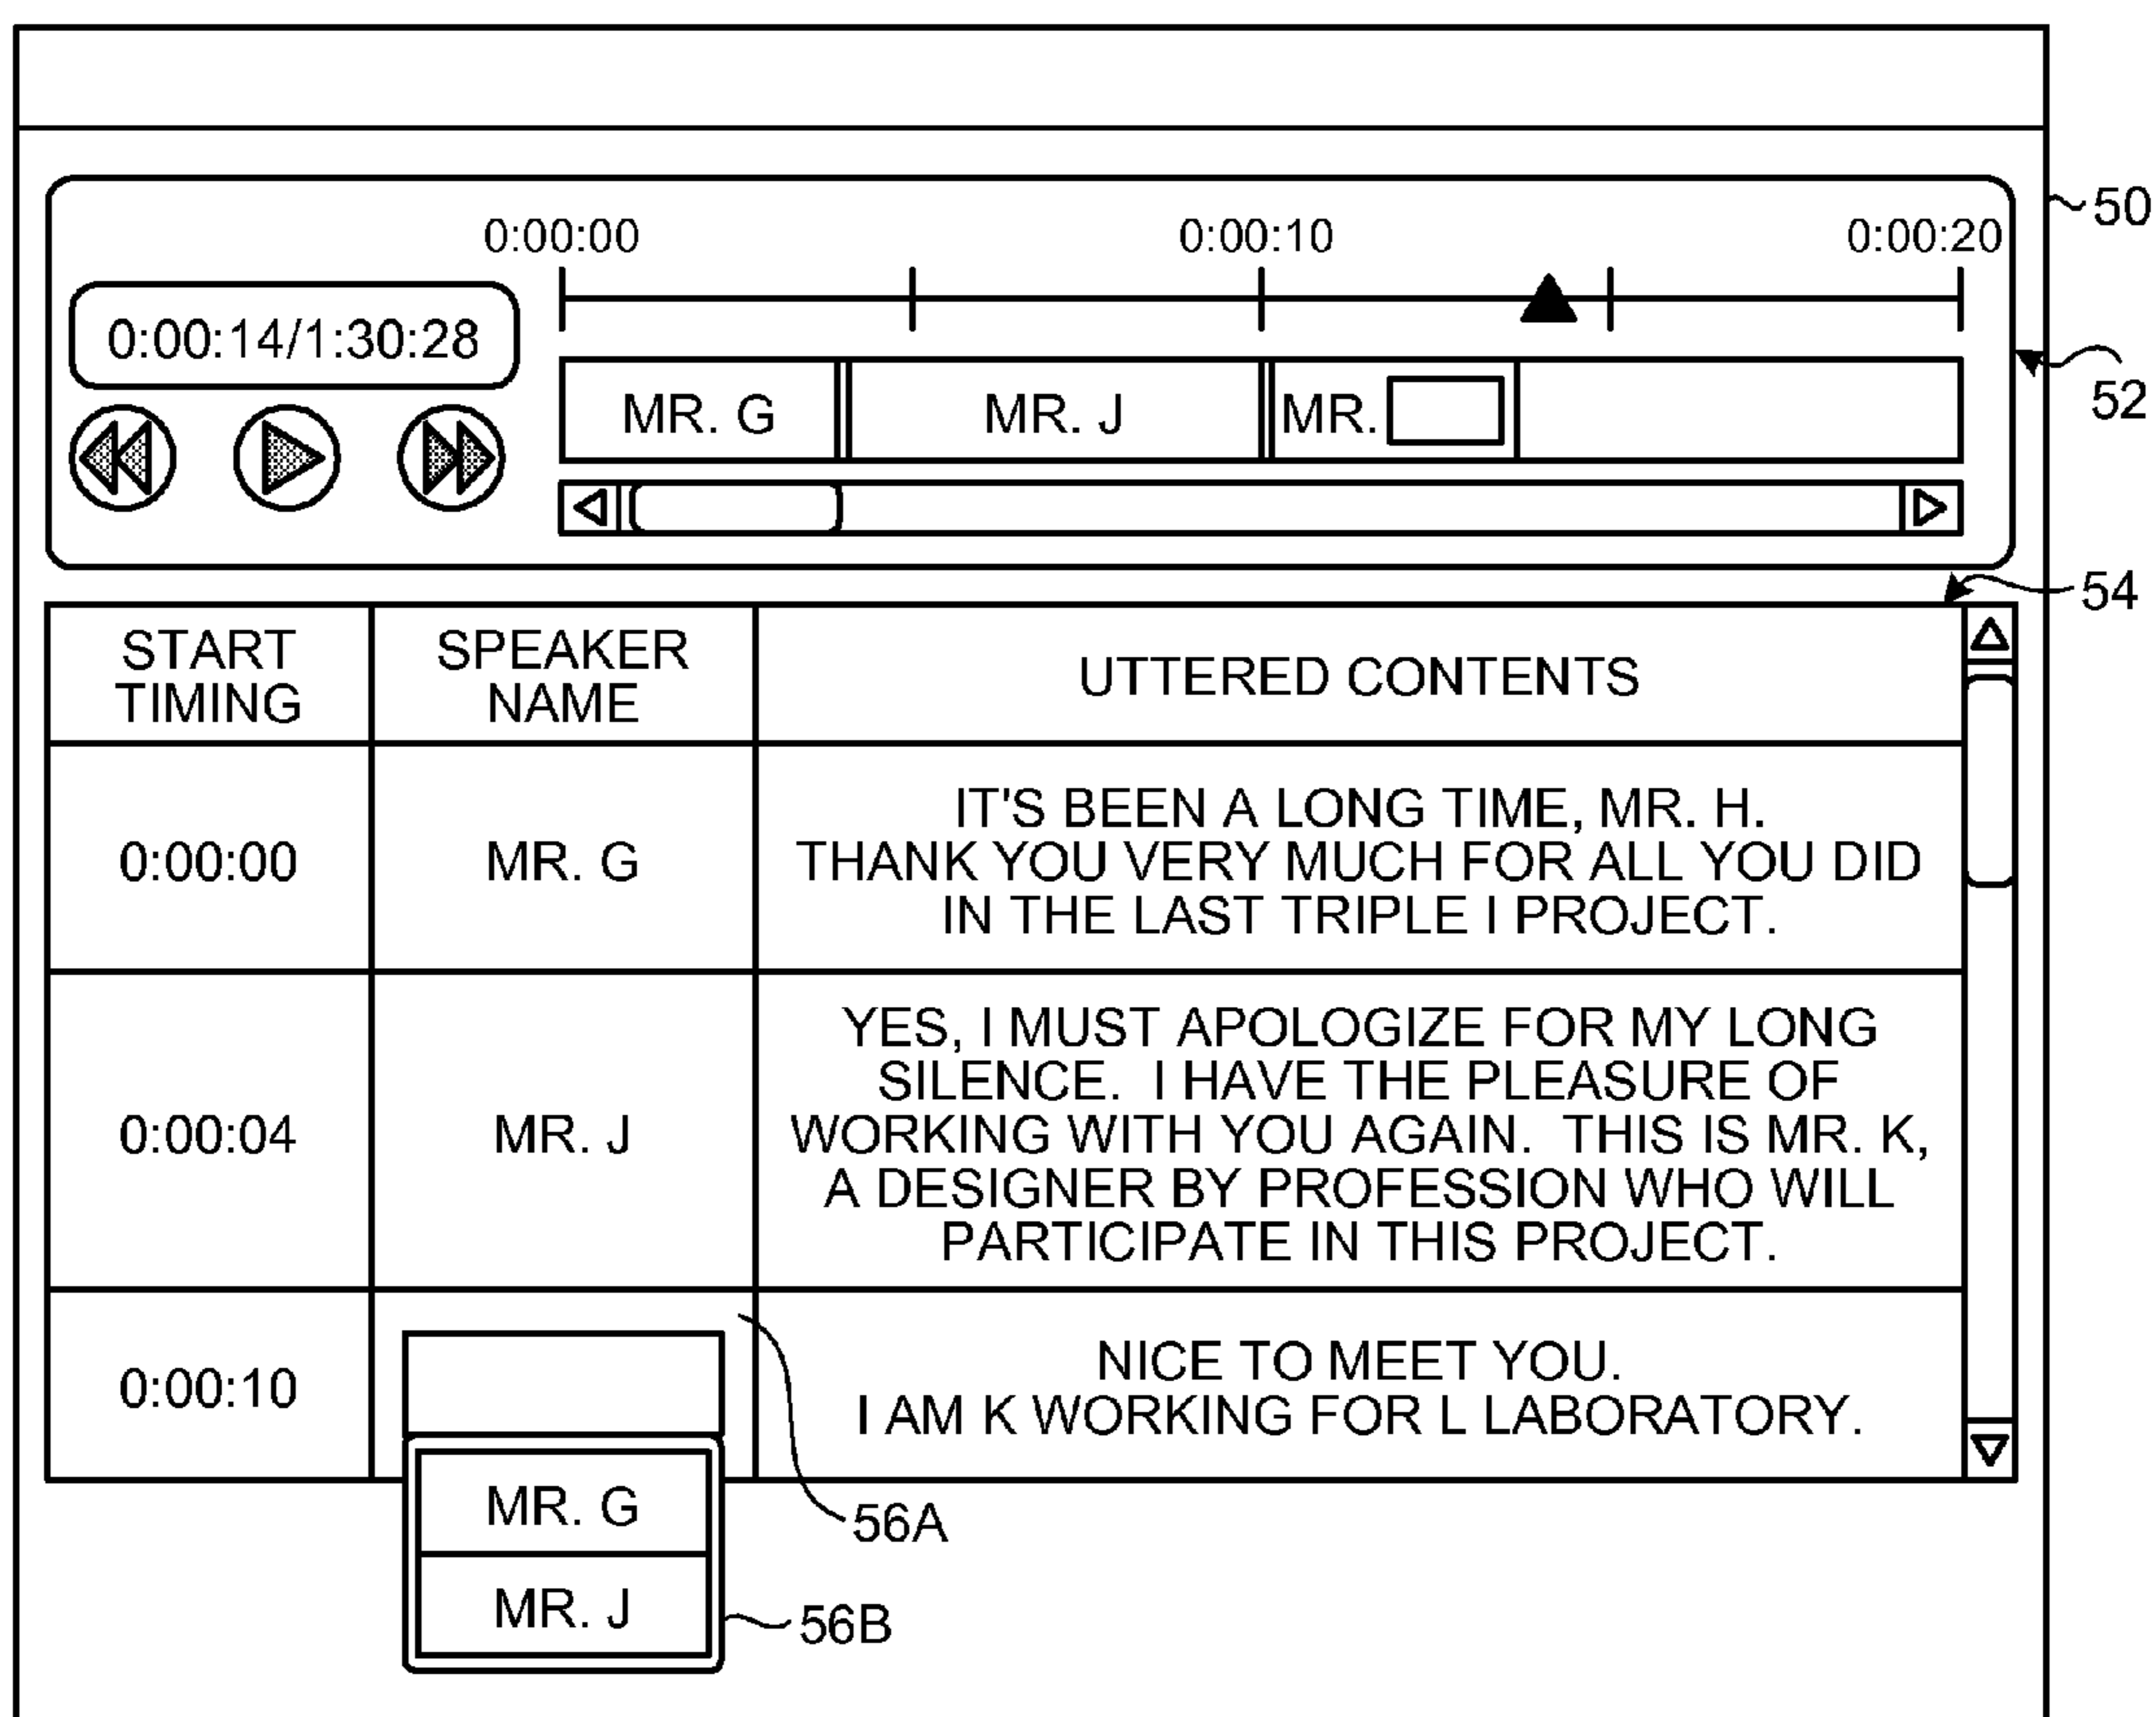 50
0:00:00 0:00:10 0:00:20
0:00:14/1:30:28
MR. G MR. J MR.
52
54
START TIMING
SPEAKER NAME
UTTERED CONTENTS
0:00:00
MR. G
IT'S BEEN A LONG TIME, MR. H.
THANK YOU VERY MUCH FOR ALL YOU DID
IN THE LAST TRIPLE I PROJECT.
0:00:04
MR. J
YES, I MUST APOLOGIZE FOR MY LONG
SILENCE. I HAVE THE PLEASURE OF
WORKING WITH YOU AGAIN. THIS IS MR. K,
A DESIGNER BY PROFESSION WHO WILL
PARTICIPATE IN THIS PROJECT.
0:00:10
NICE TO MEET YOU.
I AM K WORKING FOR L LABORATORY.
MR. G
56A
MR. J
56B